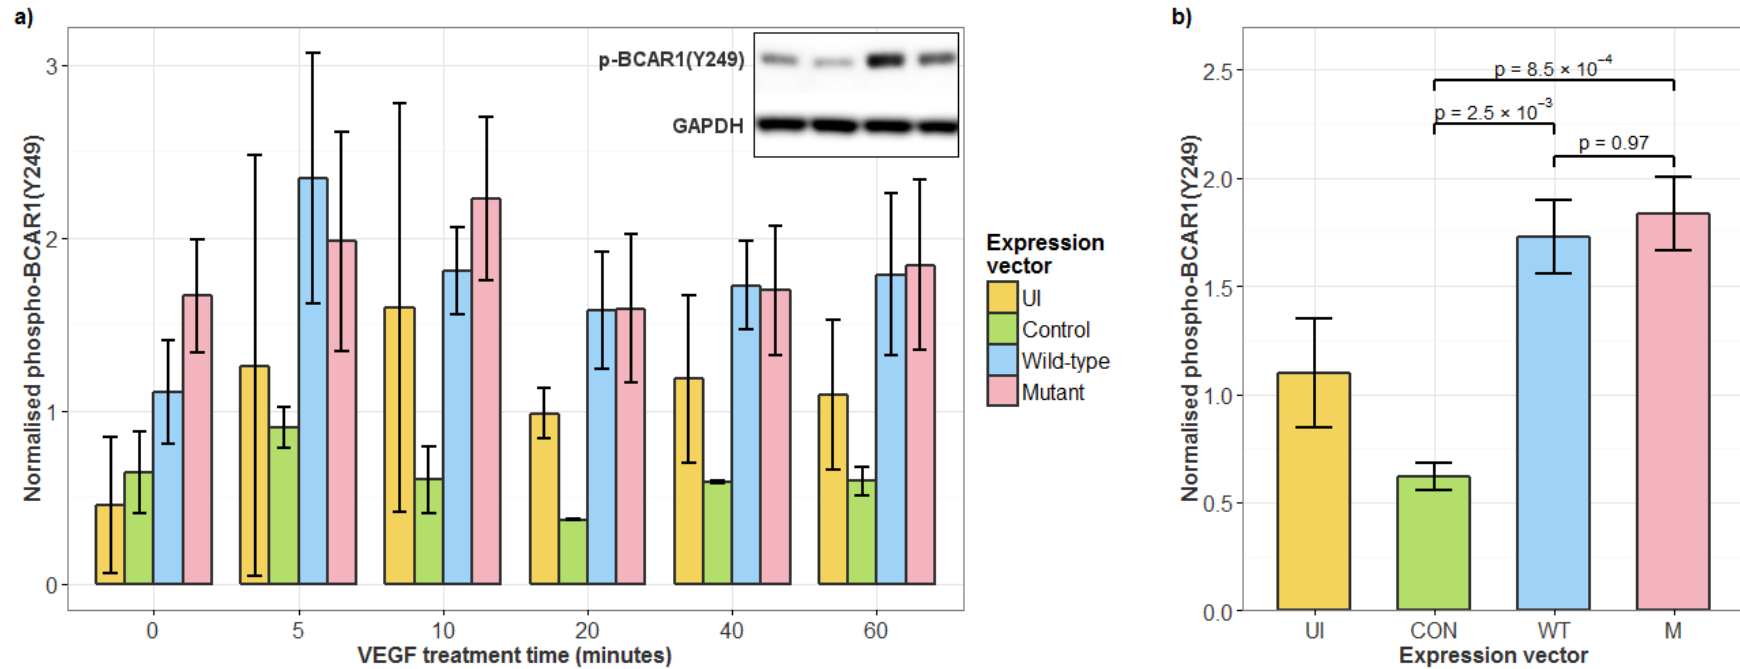 a)
Normalised phospho-BCAR1(Y249)
3
2
1
0
p-BCAR1(Y249)
GAPDH
0 5 10 20 40 60
VEGF treatment time (minutes)
Expression
vector
UI
Control
Wild-type
Mutant
b)
Normalised phospho-BCAR1(Y249)
2.5
2.0
1.5
1.0
0.5
0.0
p = 8.5 × 10⁻⁴
p = 2.5 × 10⁻³
p = 0.97
UI CON WT M
Expression vector